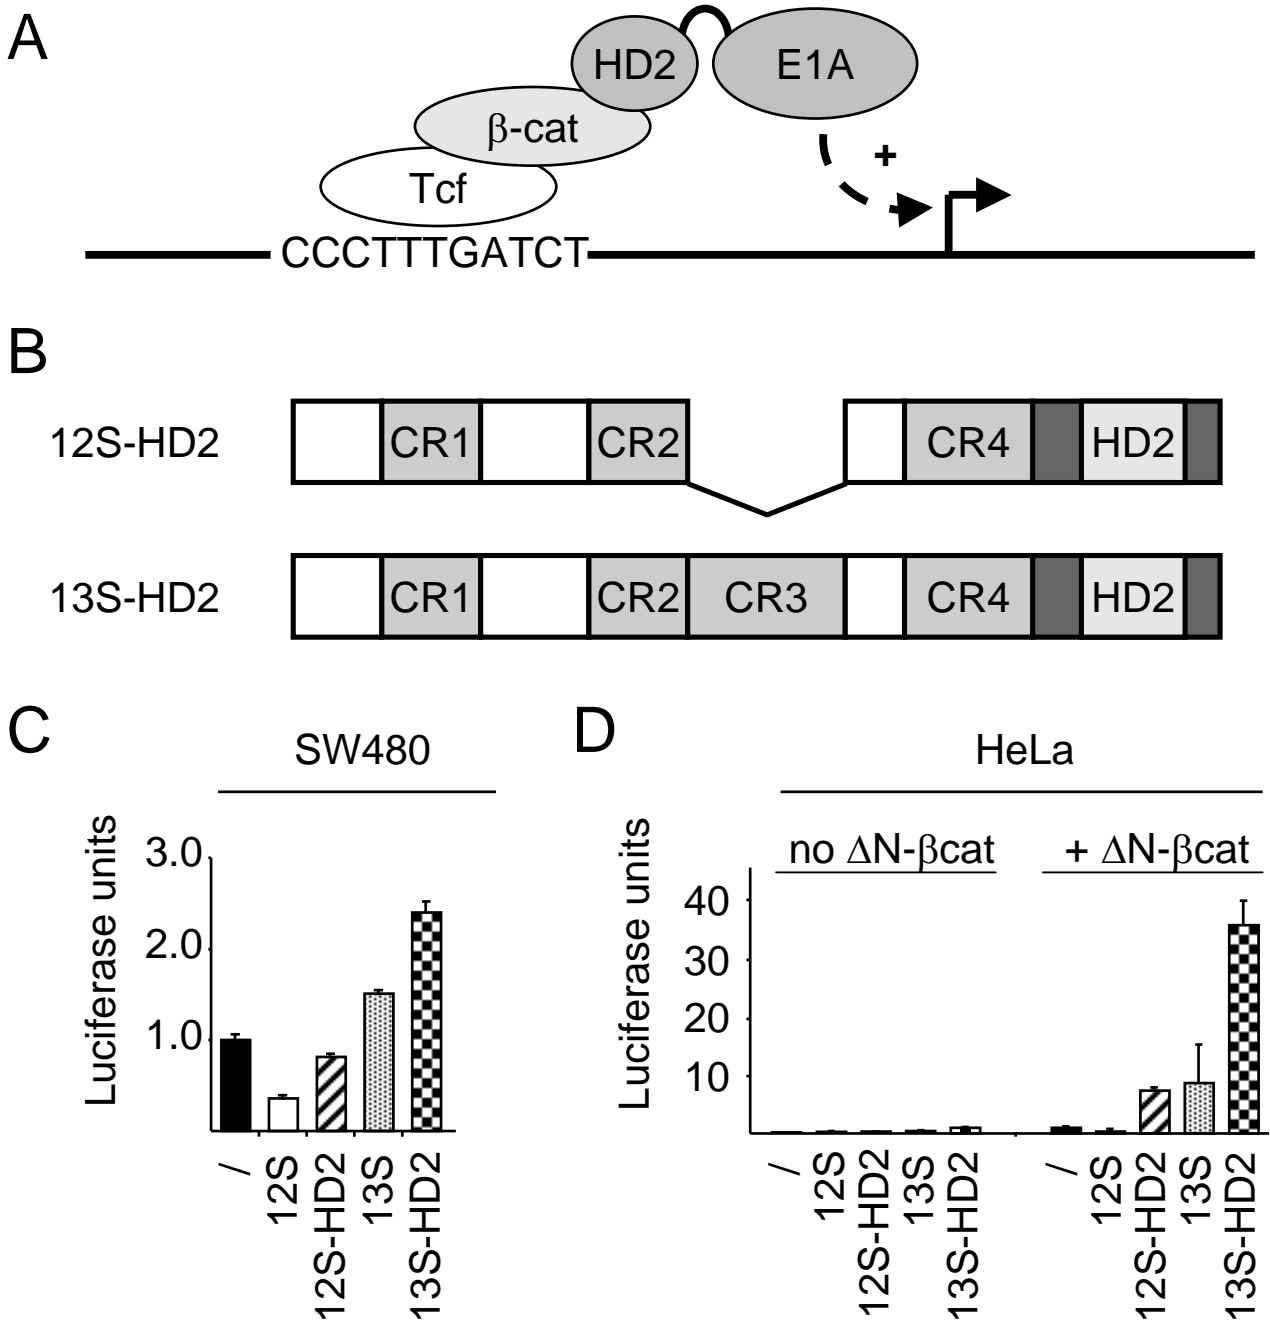 A
HD2
E1A
β-cat
+
Tcf
CCCTTTGATCT
B
12S-HD2
CR1
CR2
CR4
HD2
13S-HD2
CR1
CR2
CR3
CR4
HD2
C
SW480
Luciferase units
3.0
2.0
1.0
/
12S
12S-HD2
13S
13S-HD2
D
HeLa
no ΔN-βcat
+ ΔN-βcat
Luciferase units
40
30
20
10
/
12S
12S-HD2
13S
13S-HD2
/
12S
12S-HD2
13S
13S-HD2